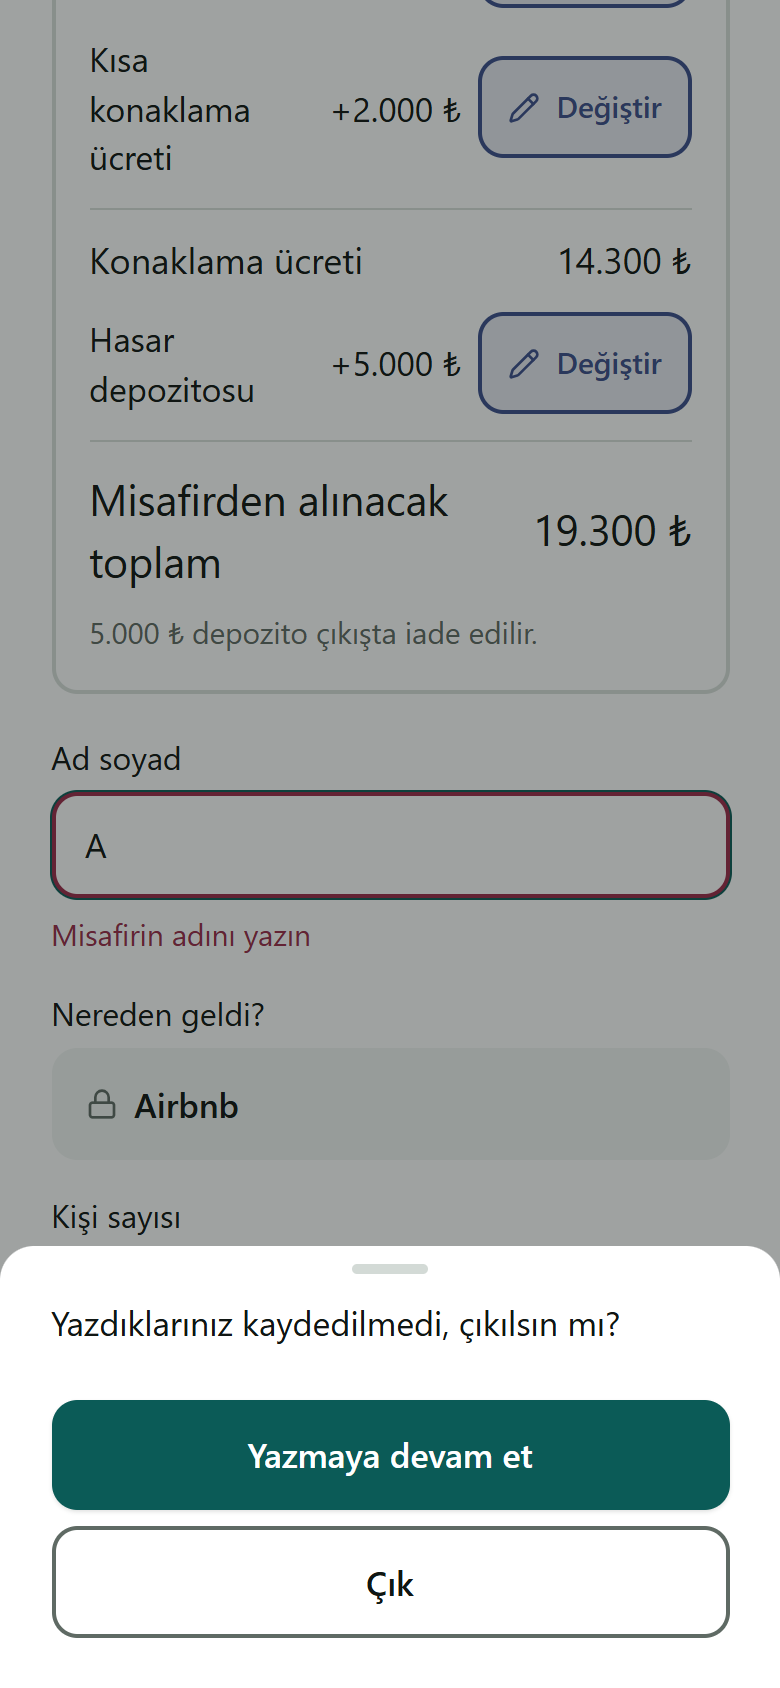 Kısa
konaklama
ücreti
+2.000 ₺
Değiştir
Konaklama ücreti
14.300 ₺
Hasar
depozitosu
+5.000 ₺
Değiştir
Misafirden alınacak
toplam
19.300 ₺
5.000 ₺ depozito çıkışta iade edilir.
Ad soyad
A
Misafirin adını yazın
Nereden geldi?
Airbnb
Kişi sayısı
Yazdıklarınız kaydedilmedi, çıkılsın mı?
Yazmaya devam et
Çık